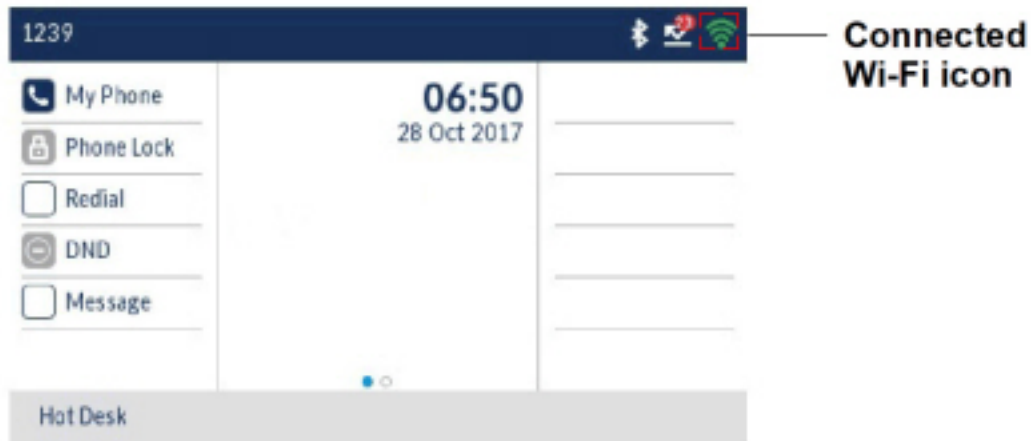 1239
23
Connected
Wi-Fi icon
My Phone
06:50
28 Oct 2017
Phone Lock
Redial
DND
Message
Hot Desk